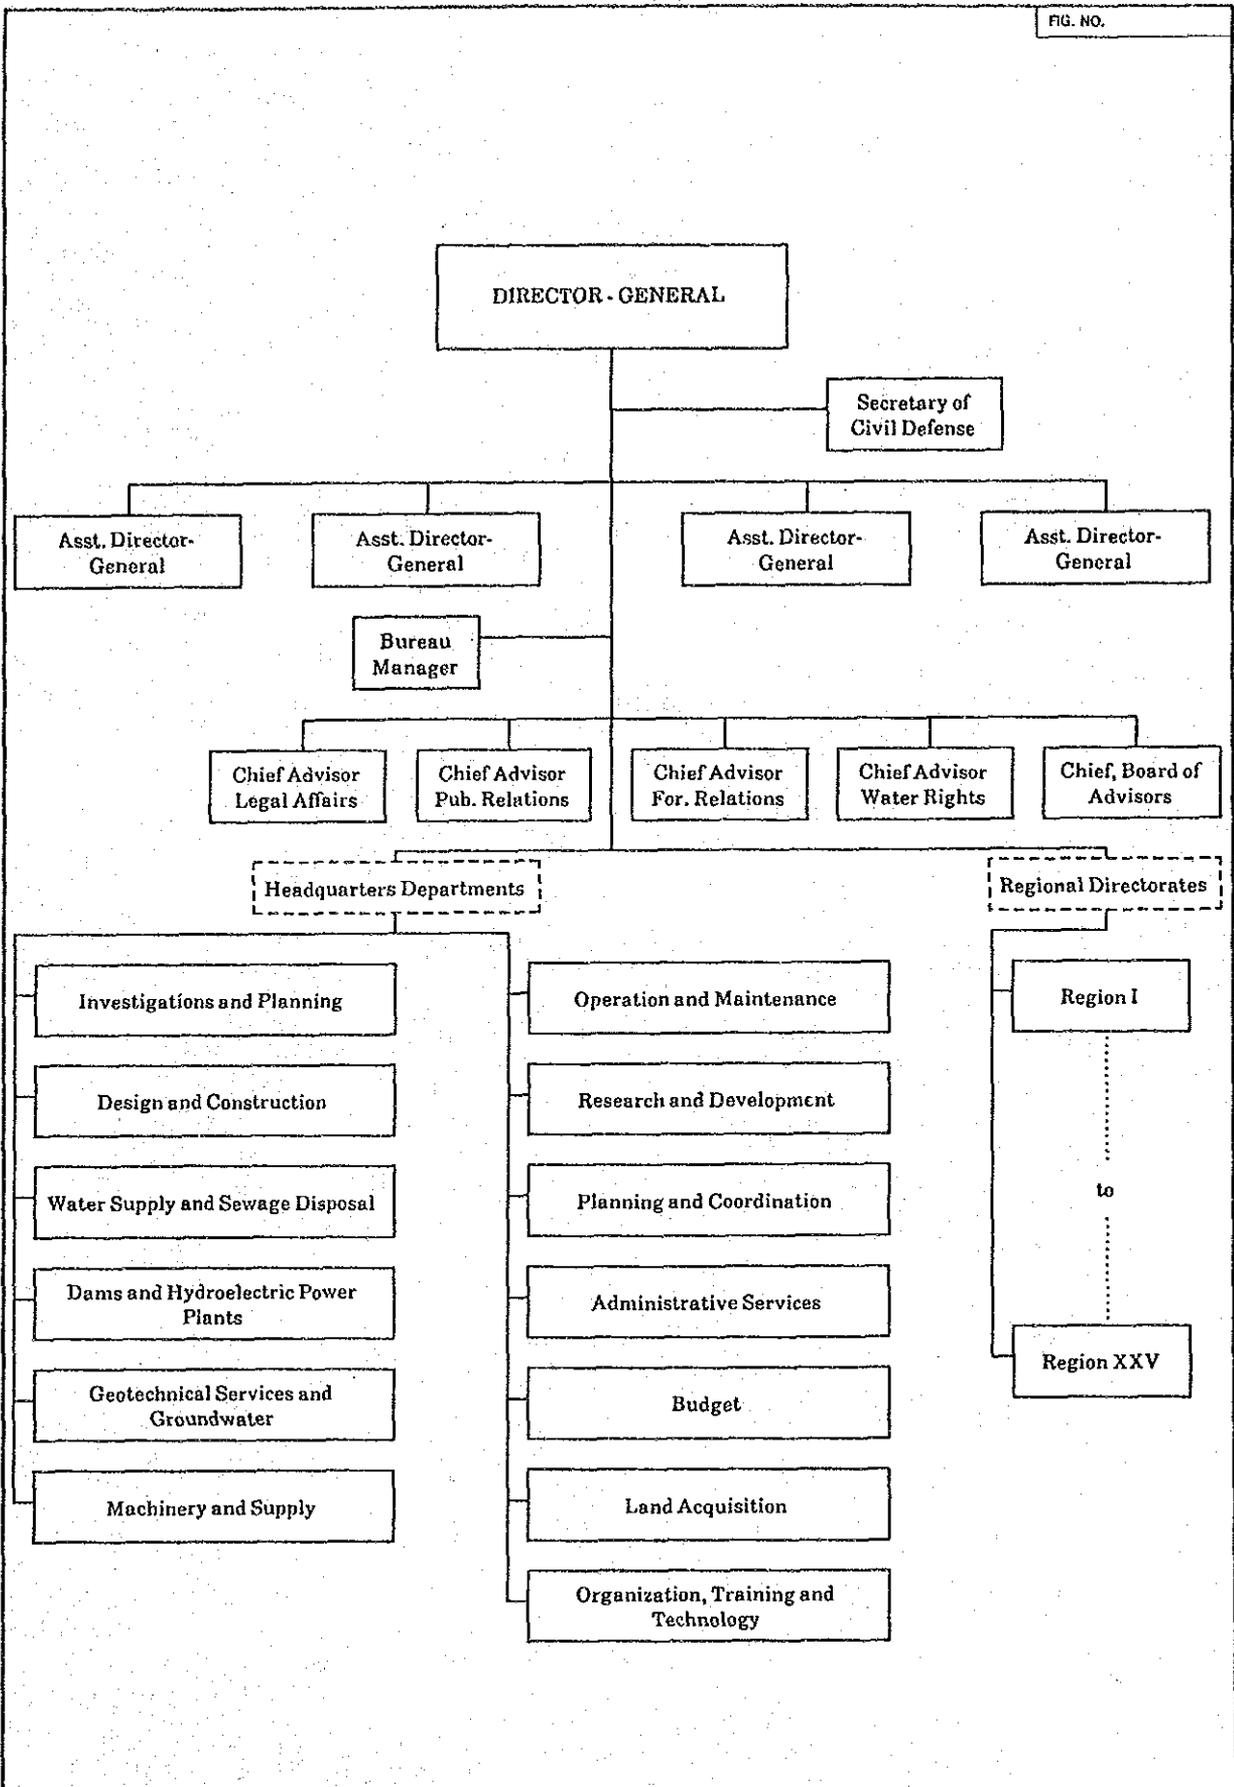 FIG. NO.
DIRECTOR - GENERAL
Secretary of
Civil Defense
Asst. Director-
General
Asst. Director-
General
Asst. Director-
General
Asst. Director-
General
Bureau
Manager
Chief Advisor
Legal Affairs
Chief Advisor
Pub. Relations
Chief Advisor
For. Relations
Chief Advisor
Water Rights
Chief, Board of
Advisors
Headquarters Departments
Regional Directorates
Investigations and Planning
Design and Construction
Water Supply and Sewage Disposal
Dams and Hydroelectric Power
Plants
Geotechnical Services and
Groundwater
Machinery and Supply
Operation and Maintenance
Research and Development
Planning and Coordination
Administrative Services
Budget
Land Acquisition
Organization, Training and
Technology
Region I
to
Region XXV